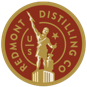 REDMONT DISTILLING CO
U S